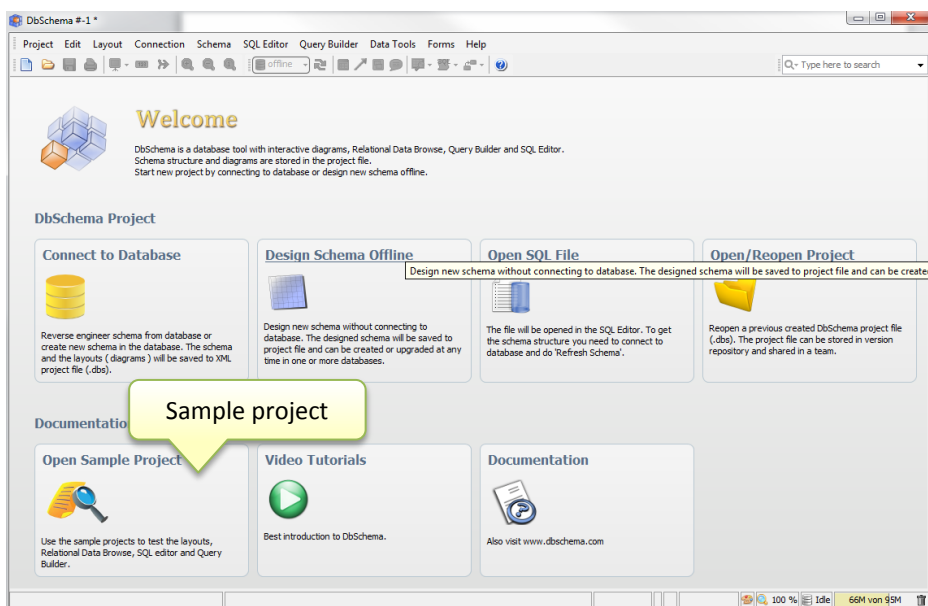 DbSchema #-1 *
Project Edit Layout Connection Schema SQL Editor Query Builder Data Tools Forms Help
offline
Type here to search
Welcome
DbSchema is a database tool with interactive diagrams, Relational Data Browse, Query Builder and SQL Editor.
Schema structure and diagrams are stored in the project file.
Start new project by connecting to database or design new schema offline.
DbSchema Project
Connect to Database
Reverse engineer schema from database or
create new schema in the database. The schema
and the layouts ( diagrams ) will be saved to XML
project file (.dbs).
Design Schema Offline
Design new schema without connecting to database. The designed schema will be saved to project file and can be create
Design new schema without connecting to
database. The designed schema will be saved to
project file and can be created or upgraded at any
time in one or more databases.
Open SQL File
The file will be opened in the SQL Editor. To get
the schema structure you need to connect to
database and do 'Refresh Schema'.
Open/Reopen Project
Reopen a previous created DbSchema project file
(.dbs). The project file can be stored in version
repository and shared in a team.
Sample project
Documentatio
Open Sample Project
Use the sample projects to test the layouts,
Relational Data Browse, SQL editor and Query
Builder.
Video Tutorials
Best introduction to DbSchema.
Documentation
Also visit www.dbschema.com
100 % Idle 66M von 95M